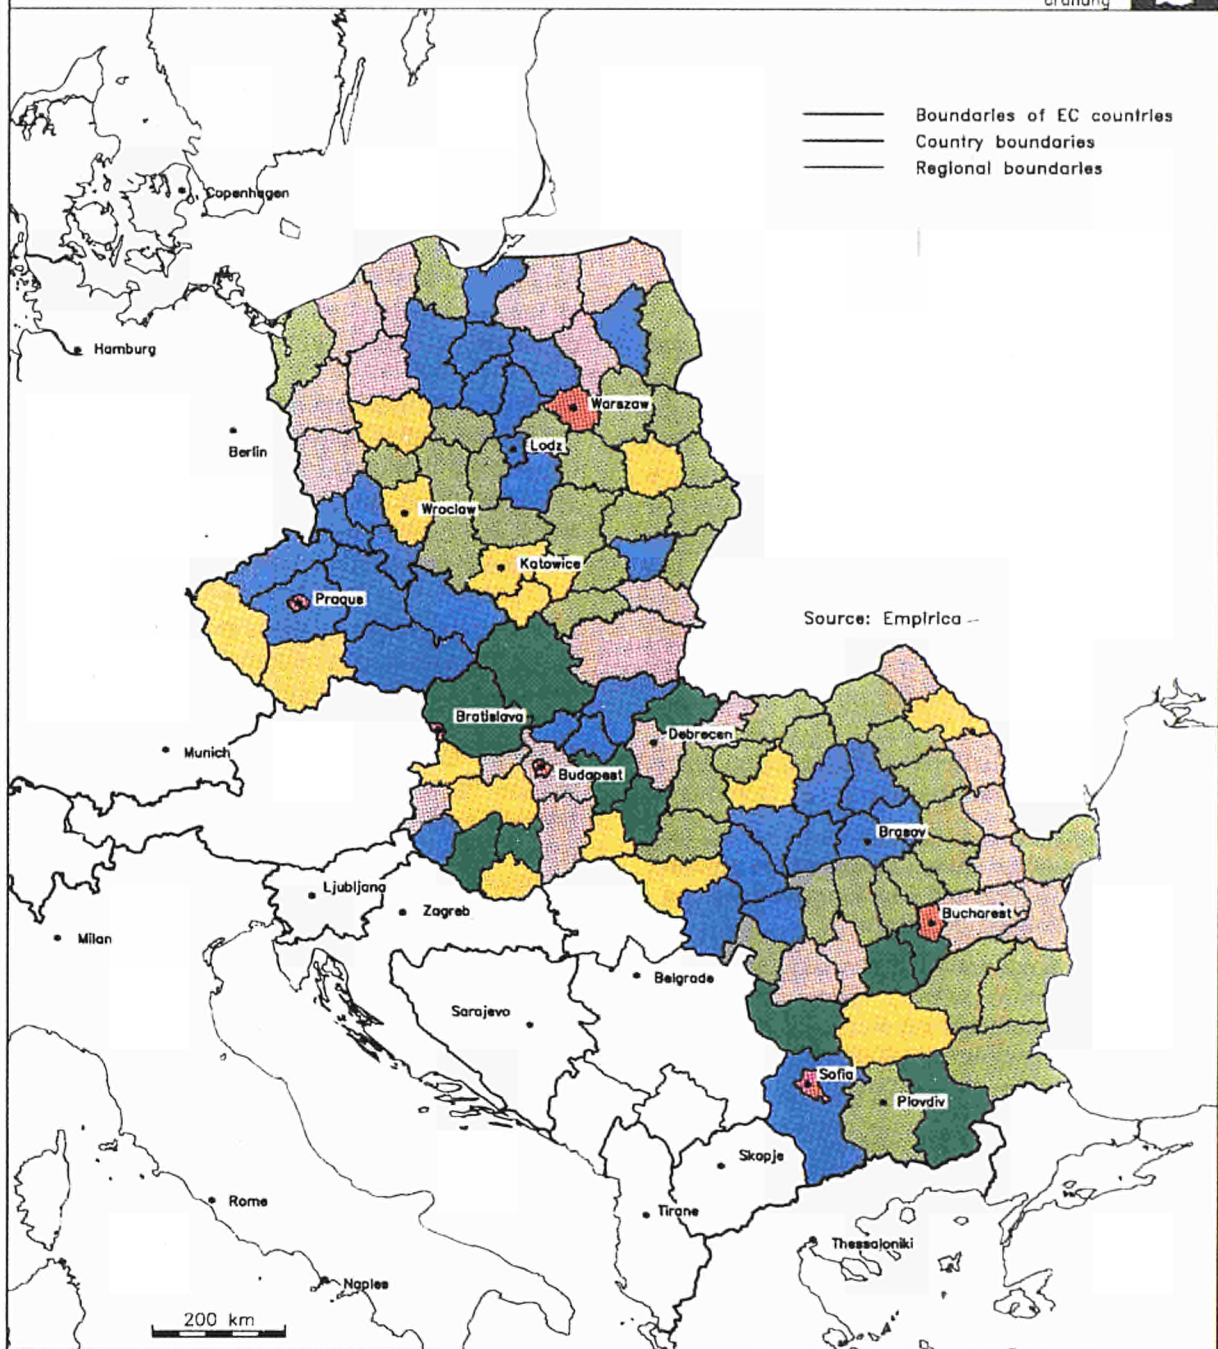 Boundaries of EC countries
Country boundaries
Regional boundaries
Copenhagen
Hamburg
Warszaw
Berlin
Lodz
Wroclaw
Katowice
Prague
Source: Empirica
Bratislava
Debrecen
Munich
Budapest
Brasov
Ljubljana
Zagreb
Bucharest
Milan
Belgrade
Sarajevo
Sofia
Plovdiv
Skopje
Rome
Tirane
Thessaloniki
Naples
200 km